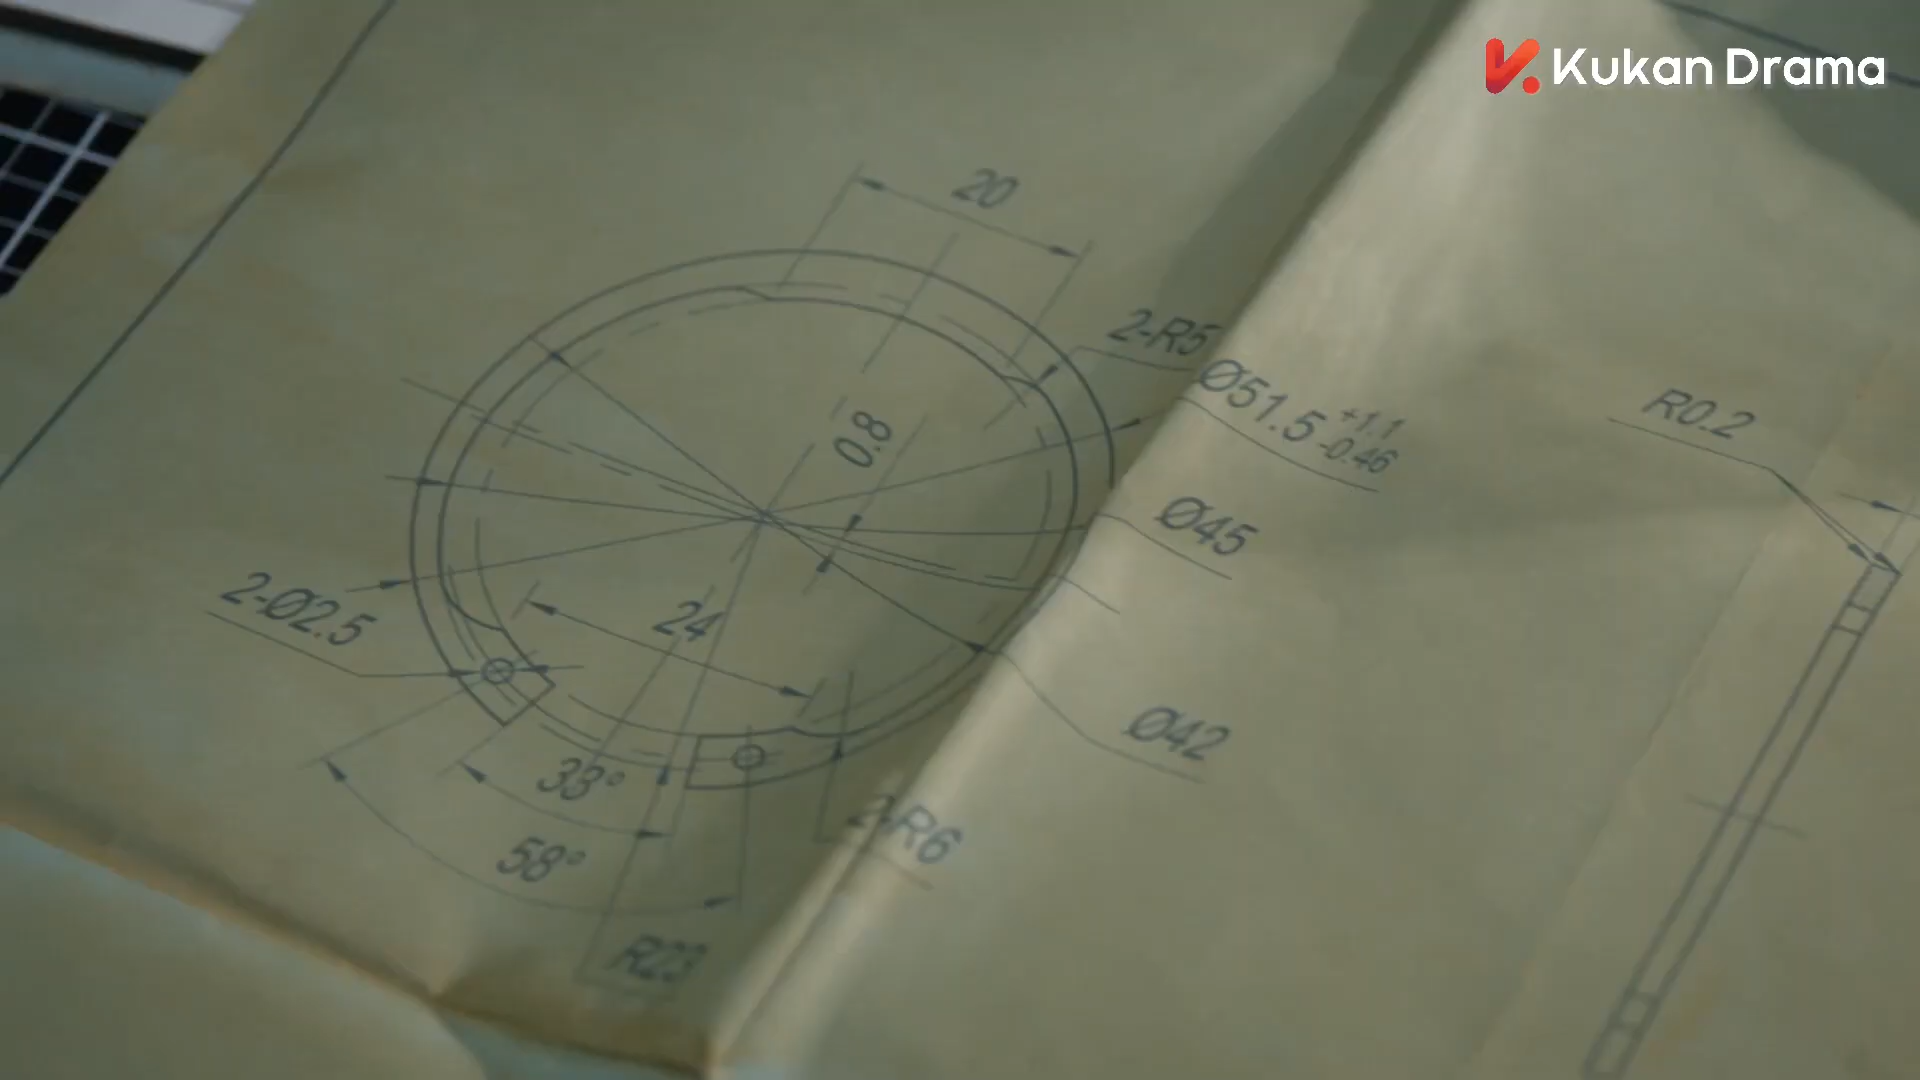 Kukan Drama
20
2-R5
Ø51.5 +1.1 -0.46
R0.2
0.8
Ø45
2-Ø2.5
24
Ø42
33°
2-R6
58°
R23